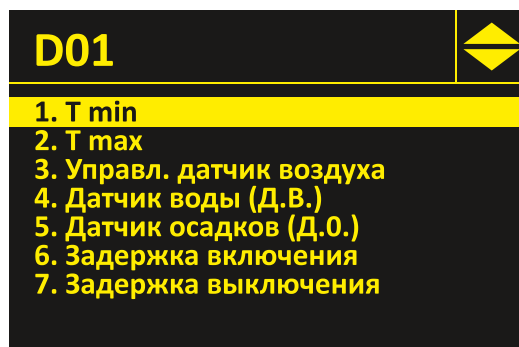 D01
1. T min
2. T max
3. Управл. датчик воздуха
4. Датчик воды (Д.В.)
5. Датчик осадков (Д.0.)
6. Задержка включения
7. Задержка выключения